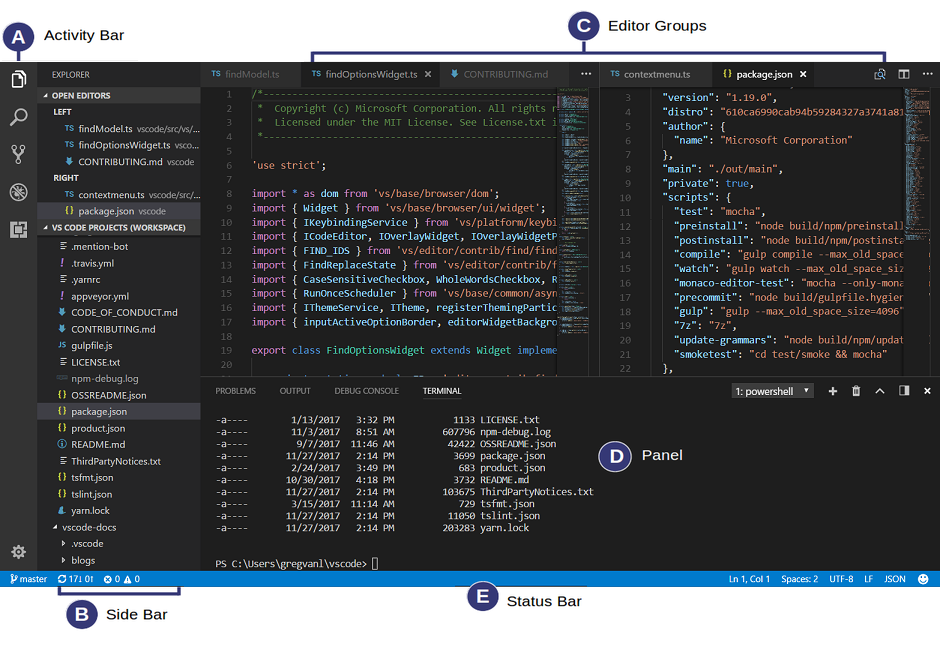 A Activity Bar
C Editor Groups
EXPLORER
OPEN EDITORS
LEFT
TS findModel.ts vscode/src/vs/...
TS findOptionsWidget.ts vsco...
CONTRIBUTING.md vscode
RIGHT
TS contextmenu.ts vscode/src/...
{} package.json vscode
VS CODE PROJECTS (WORKSPACE)
.mention-bot
! .travis.yml
.yarnrc
! appveyor.yml
CODE_OF_CONDUCT.md
CONTRIBUTING.md
JS gulpfile.js
LICENSE.txt
npm-debug.log
{} OSSREADME.json
{} package.json
{} product.json
README.md
ThirdPartyNotices.txt
{} tsfmt.json
{} tslint.json
yarn.lock
vscode-docs
.vscode
blogs
TS findModel.ts TS findOptionsWidget.ts × CONTRIBUTING.md ...
1 /*---------------------------------------------
2 * Copyright (c) Microsoft Corporation. All rights r
3 * Licensed under the MIT License. See License.txt i
4 *---------------------------------------------
5
6 'use strict';
7
8 import * as dom from 'vs/base/browser/dom';
9 import { Widget } from 'vs/base/browser/ui/widget';
10 import { IKeybindingService } from 'vs/platform/keybi
11 import { ICodeEditor, IOverlayWidget, IOverlayWidgetP
12 import { FIND_IDS } from 'vs/editor/contrib/find/find
13 import { FindReplaceState } from 'vs/editor/contrib/f
14 import { CaseSensitiveCheckbox, WholeWordsCheckbox, R
15 import { RunOnceScheduler } from 'vs/base/common/asyn
16 import { IThemeService, ITheme, registerThemingPartic
17 import { inputActiveOptionBorder, editorWidgetBackgro
18
19 export class FindOptionsWidget extends Widget impleme
20
TS contextmenu.ts {} package.json × ...
3 "version": "1.19.0",
4 "distro": "610ca6990cab94b59284327a3741a81
5 "author": {
6 "name": "Microsoft Corporation"
7 },
8 "main": "./out/main",
9 "private": true,
10 "scripts": {
11 "test": "mocha",
12 "preinstall": "node build/npm/preinstall
13 "postinstall": "node build/npm/postinsta
14 "compile": "gulp compile --max_old_space
15 "watch": "gulp watch --max_old_space_siz
16 "monaco-editor-test": "mocha --only-mona
17 "precommit": "node build/gulpfile.hygien
18 "gulp": "gulp --max_old_space_size=4096"
19 "7z": "7z",
20 "update-grammars": "node build/npm/updat
21 "smoketest": "cd test/smoke && mocha"
22 },
PROBLEMS OUTPUT DEBUG CONSOLE TERMINAL 1: powershell
-a---- 1/13/2017 3:32 PM 1133 LICENSE.txt
-a---- 11/3/2017 8:51 AM 607796 npm-debug.log
-a---- 9/7/2017 11:46 AM 42422 OSSREADME.json
-a---- 11/27/2017 2:14 PM 3699 package.json
-a---- 2/24/2017 3:49 PM 683 product.json
-a---- 10/30/2017 4:18 PM 3732 README.md
-a---- 11/27/2017 2:14 PM 103675 ThirdPartyNotices.txt
-a---- 3/15/2017 11:14 AM 729 tsfmt.json
-a---- 11/27/2017 2:14 PM 11050 tslint.json
-a---- 11/27/2017 2:14 PM 203283 yarn.lock
PS C:\Users\gregvanl\vscode>
D Panel
master 17↓ 0↑ 0 0 Ln 1, Col 1 Spaces: 2 UTF-8 LF JSON
B Side Bar
E Status Bar